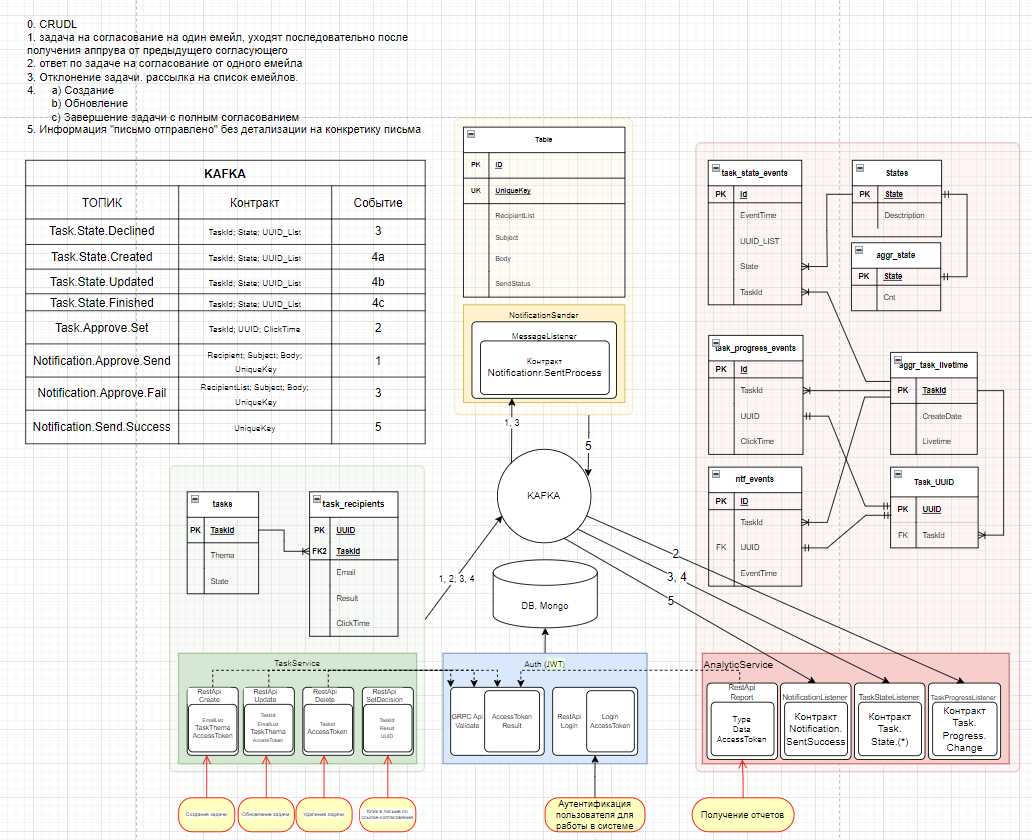 0. CRUDL
1. задача на согласование на один емейл, уходят последовательно после
получения аппрува от предыдущего согласующего
2. ответ по задаче на согласование от одного емейла
3. Отклонение задачи. рассылка на список емейлов.
4. a) Создание
b) Обновление
c) Завершение задачи с полным согласованием
5. Информация "письмо отправлено" без детализации на конкретику письма
KAFKA
ТОПИК Контракт Событие
Task.State.Declined TaskId; State; UUID_List 3
Task.State.Created TaskId; State; UUID_List 4a
Task.State.Updated TaskId; State; UUID_List 4b
Task.State.Finished TaskId; State; UUID_List 4c
Task.Approve.Set TaskId; UUID; ClickTime 2
Notification.Approve.Send Recipient; Subject; Body;
UniqueKey 1
Notification.Approve.Fail RecipientList; Subject; Body;
UniqueKey 3
Notification.Send.Success UniqueKey 5
Table
PK ID
UK UniqueKey
RecipientList
Subject
Body
SendStatus
NotificationSender
MessageListener
Контракт
Notificationr.SentProcess
1, 3
5
KAFKA
1, 2, 3, 4
2
3, 4
5
DB, Mongo
task_state_events
PK Id
EventTime
UUID_LIST
State
TaskId
States
PK State
Desctription
aggr_state
PK State
Cnt
task_progress_events
PK Id
TaskId
UUID
ClickTime
aggr_task_livetime
PK TaskId
CreateDate
Livetime
ntf_events
PK ID
TaskId
FK UUID
EventTime
Task_UUID
PK UUID
FK TaskId
tasks
PK TaskId
Thema
State
task_recipients
PK UUID
FK2 TaskId
Email
Result
ClickTime
TaskService
RestApi
Create
EmailList
TaskThema
AccessToken
RestApi
Update
TaskId
EmailList
TaskThema
AccessToken
RestApi
Delete
TaskId
AccessToken
RestApi
SetDecision
TaskId
Result
UUID
Auth (JWT)
GRPC Api
Validate
AccessToken
Result
RestApi
Login
Login
AccessToken
AnalyticService
RestApi
Report
Type
Date
AccessToken
NotificationListener
Контракт
Notification.
SentSuccess
TaskStateListener
Контракт
Task.
State.(*)
TaskProgressListener
Контракт
Task.
Progress.
Change
Создание задачи
Обновление задачи
Удаление задачи
Клик в письме по
ссылке-согласованию
Аутентификация
пользователя для
работы в системе
Получение отчетов